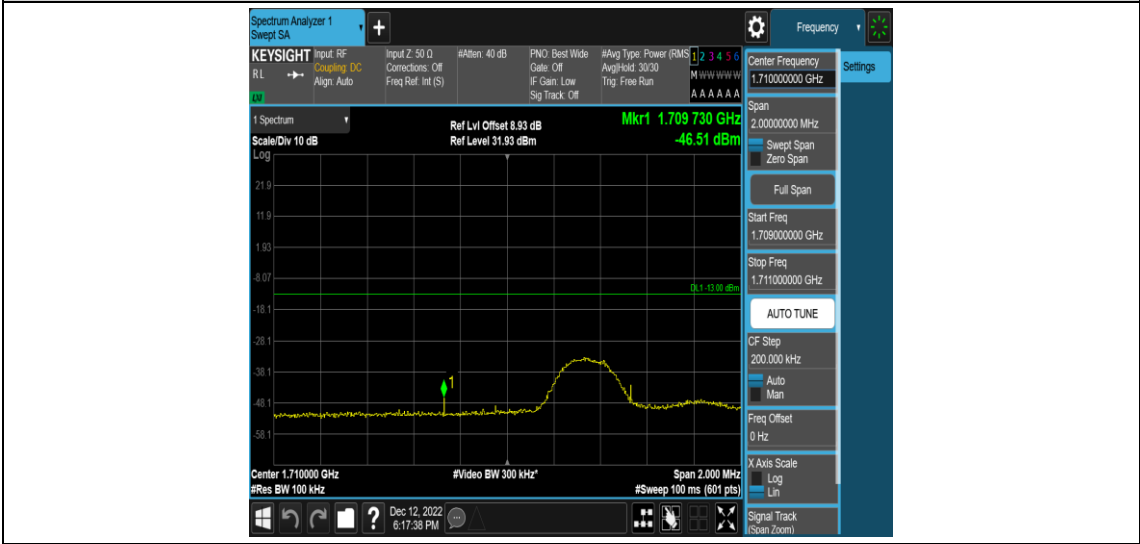 Spectrum Analyzer 1
Swept SA
Frequency
KEYSIGHT
RL
LM
Input: RF
Coupling: DC
Align: Auto
Input Z: 50 Ω
Corrections: Off
Freq Ref: Int (S)
#Atten: 40 dB
PNO: Best Wide
Gate: Off
IF Gain: Low
Sig Track: Off
#Avg Type: Power (RMS
Avg|Hold: 30/30
Trig: Free Run
1 2 3 4 5 6
M W W W W W
A A A A A A
1 Spectrum
Scale/Div 10 dB
Log
Ref Lvl Offset 8.93 dB
Ref Level 31.93 dBm
Mkr1 1.709 730 GHz
-46.51 dBm
21.9
11.9
1.93
-8.07
DL1 -13.00 dBm
-18.1
-28.1
-38.1
1
-48.1
-58.1
Center 1.710000 GHz
#Video BW 300 kHz*
Span 2.000 MHz
#Res BW 100 kHz
#Sweep 100 ms (601 pts)
?
Dec 12, 2022
6:17:38 PM
Center Frequency
1.710000000 GHz
Settings
Span
2.00000000 MHz
Swept Span
Zero Span
Full Span
Start Freq
1.709000000 GHz
Stop Freq
1.711000000 GHz
AUTO TUNE
CF Step
200.000 kHz
Auto
Man
Freq Offset
0 Hz
X Axis Scale
Log
Lin
Signal Track
(Span Zoom)